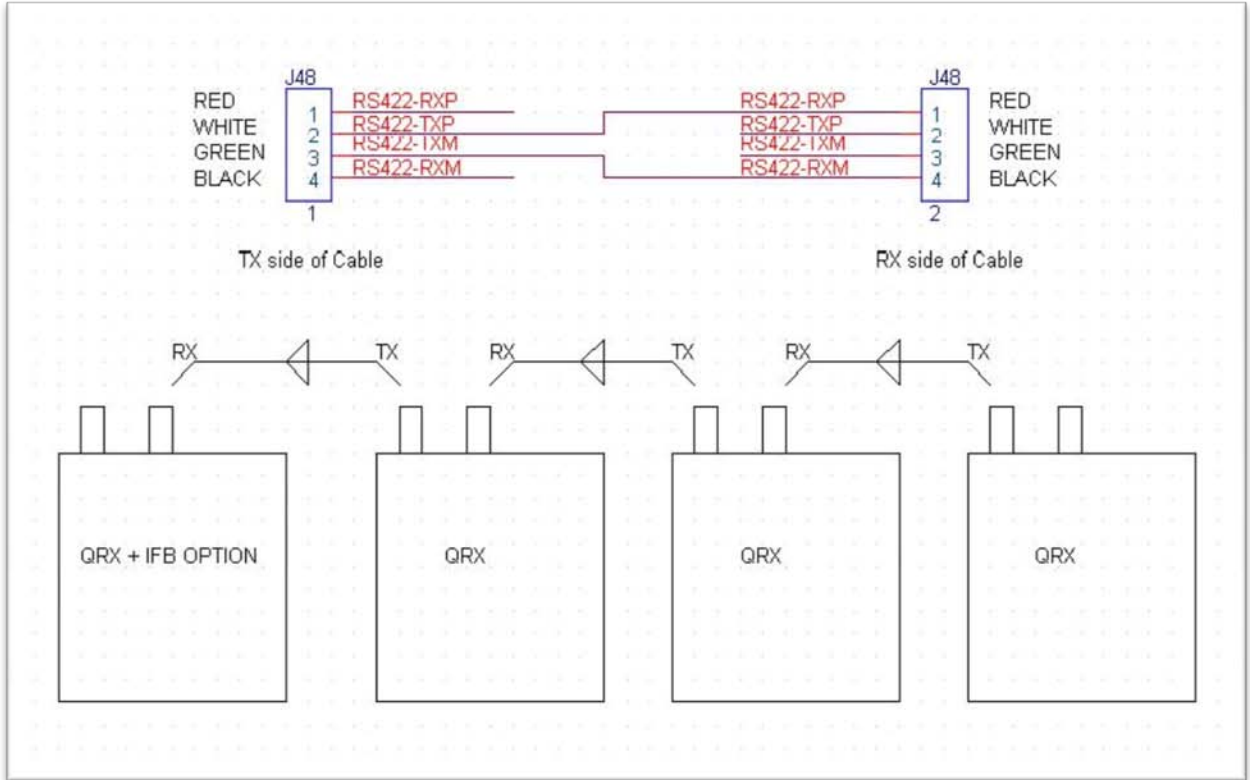 J48 J48
RED 1 RS422-RXP RS422-RXP 1 RED
WHITE 2 RS422-TXP RS422-TXP 2 WHITE
GREEN 3 RS422-TXM RS422-TXM 3 GREEN
BLACK 4 RS422-RXM RS422-RXM 4 BLACK
1 2
TX side of Cable RX side of Cable
RX TX RX TX RX TX
QRX + IFB OPTION QRX QRX QRX